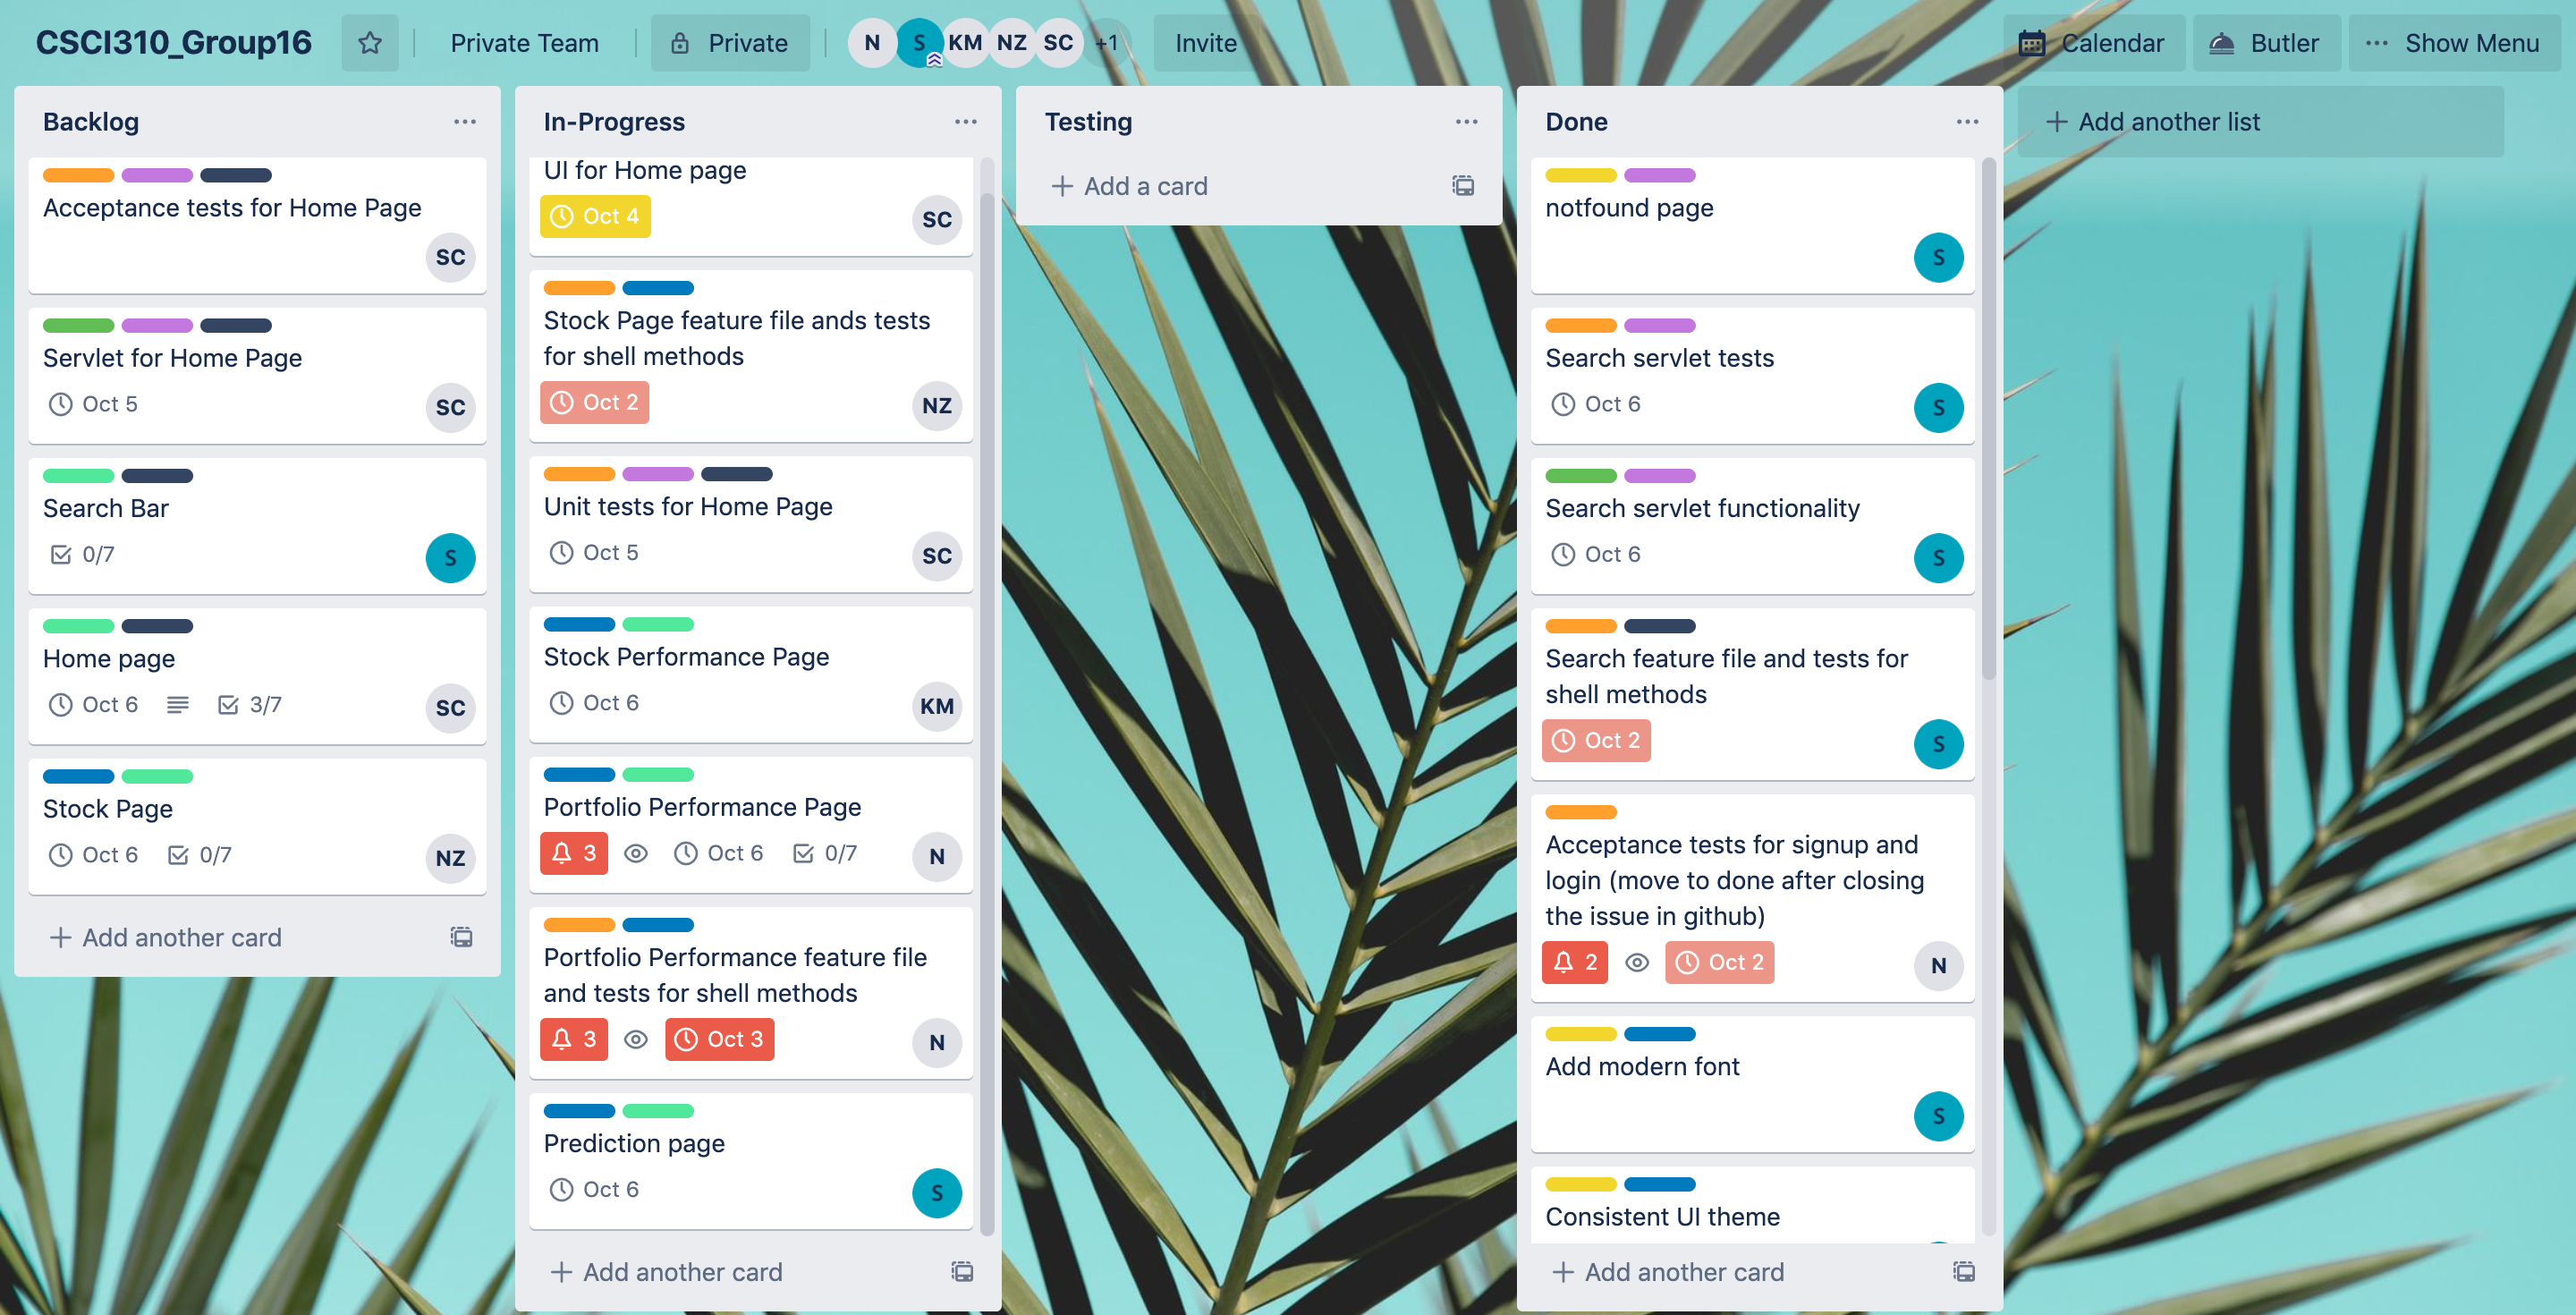 CSCI310_Group16
Private Team
Private
N
S
KM
NZ
SC
+1
Invite
Calendar
Butler
Show Menu
Backlog
Acceptance tests for Home Page
SC
Servlet for Home Page
Oct 5
SC
Search Bar
0/7
S
Home page
Oct 6
3/7
SC
Stock Page
Oct 6
0/7
NZ
Add another card
In-Progress
UI for Home page
Oct 4
SC
Stock Page feature file ands tests
for shell methods
Oct 2
NZ
Unit tests for Home Page
Oct 5
SC
Stock Performance Page
Oct 6
KM
Portfolio Performance Page
3
Oct 6
0/7
N
Portfolio Performance feature file
and tests for shell methods
3
Oct 3
N
Prediction page
Oct 6
S
Add another card
Testing
Add a card
Done
notfound page
S
Search servlet tests
Oct 6
S
Search servlet functionality
Oct 6
S
Search feature file and tests for
shell methods
Oct 2
S
Acceptance tests for signup and
login (move to done after closing
the issue in github)
2
Oct 2
N
Add modern font
S
Consistent UI theme
Add another card
Add another list